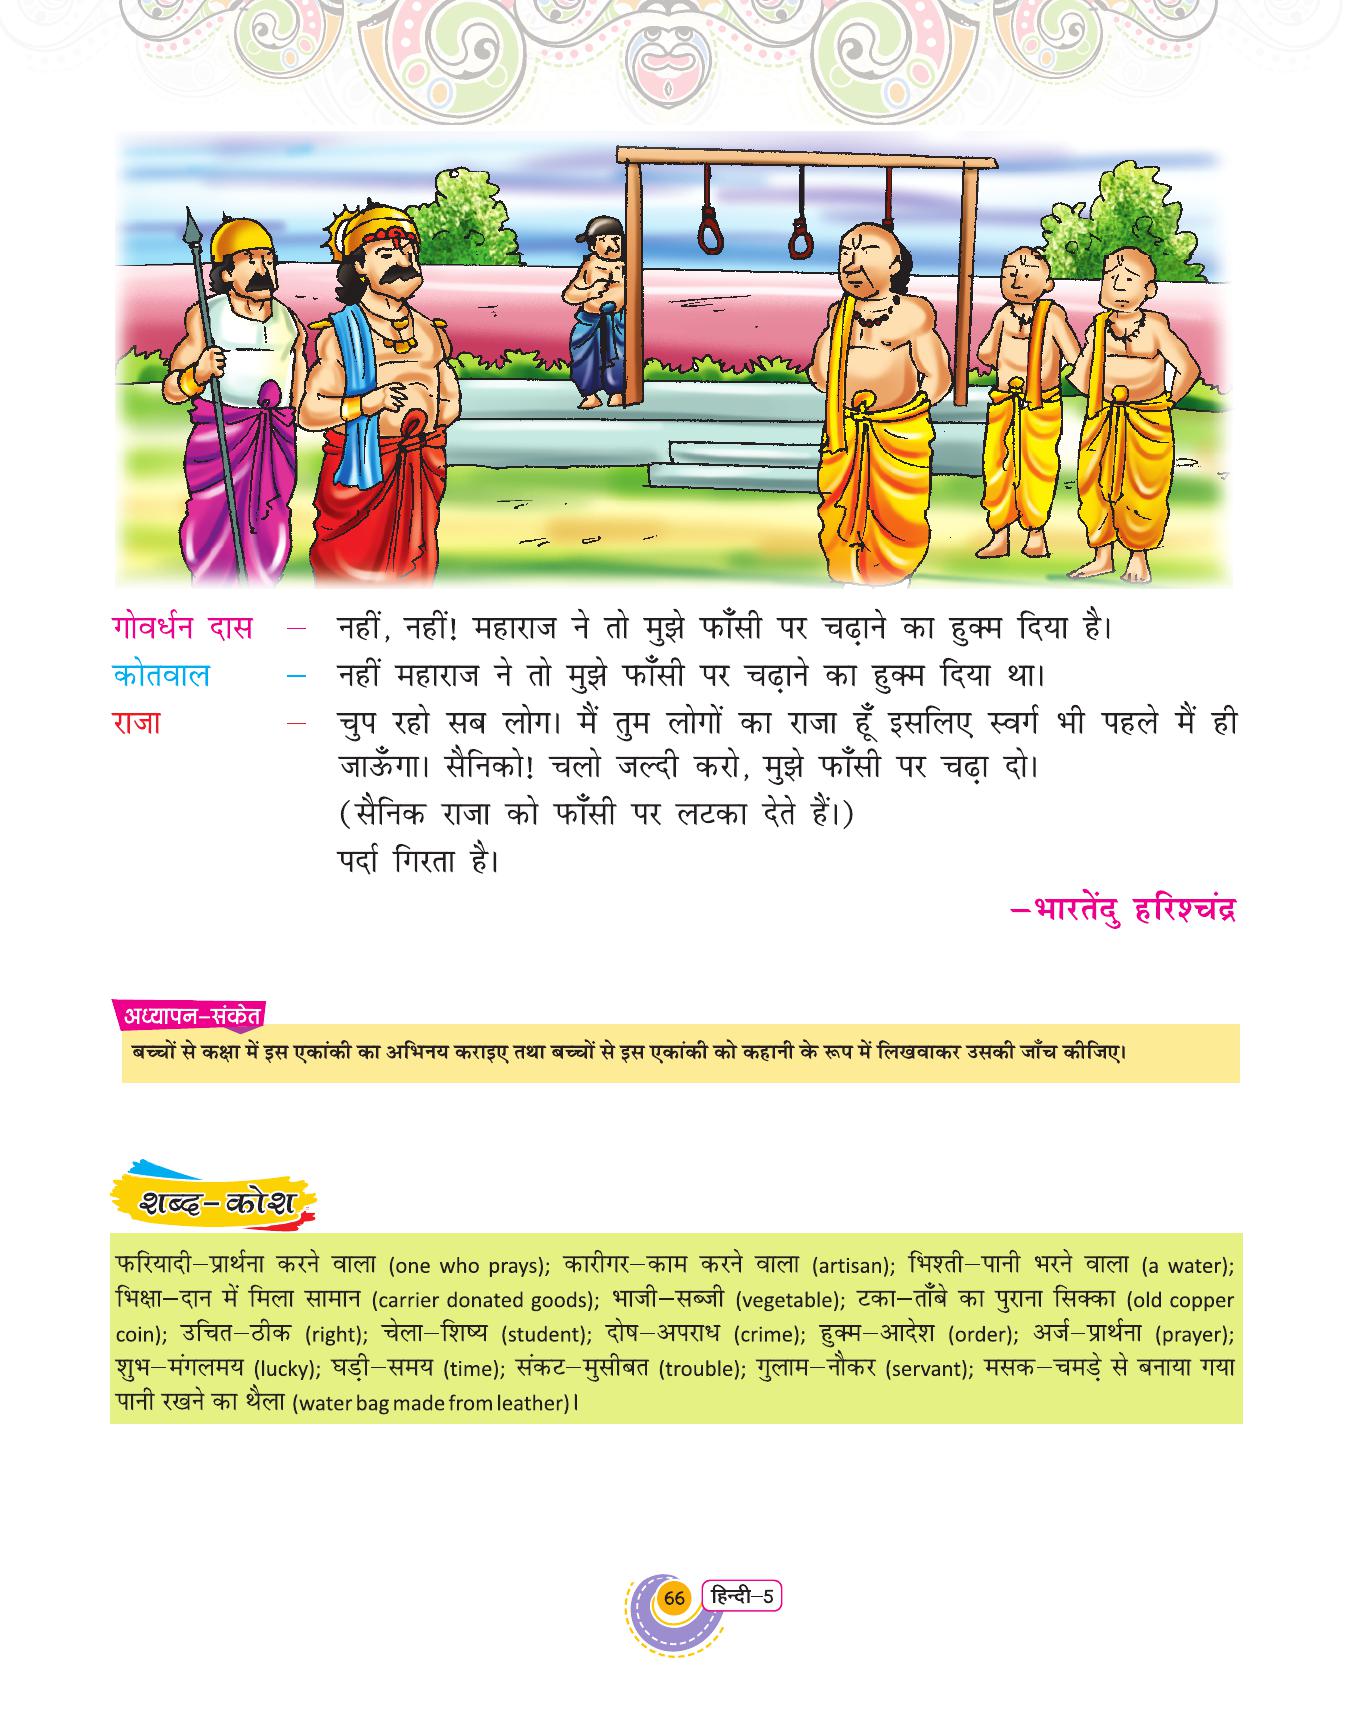 गोवर्धन दास – नहीं, नहीं! महाराज ने तो मुझे फाँसी पर चढ़ाने का हुक्म दिया है।
कोतवाल – नहीं महाराज ने तो मुझे फाँसी पर चढ़ाने का हुक्म दिया था।
राजा – चुप रहो सब लोग। मैं तुम लोगों का राजा हूँ इसलिए स्वर्ग भी पहले मैं ही
जाऊँगा। सैनिको! चलो जल्दी करो, मुझे फाँसी पर चढ़ा दो।
(सैनिक राजा को फाँसी पर लटका देते हैं।)
पर्दा गिरता है।
–भारतेंदु हरिश्चंद्र
अध्यापन–संकेत
बच्चों से कक्षा में इस एकांकी का अभिनय कराइए तथा बच्चों से इस एकांकी को कहानी के रूप में लिखवाकर उसकी जाँच कीजिए।
शब्द–कोश
फरियादी–प्रार्थना करने वाला (one who prays); कारीगर–काम करने वाला (artisan); भिश्ती–पानी भरने वाला (a water);
भिक्षा–दान में मिला सामान (carrier donated goods); भाजी–सब्जी (vegetable); टका–ताँबे का पुराना सिक्का (old copper
coin); उचित–ठीक (right); चेला–शिष्य (student); दोष–अपराध (crime); हुक्म–आदेश (order); अर्ज–प्रार्थना (prayer);
शुभ–मंगलमय (lucky); घड़ी–समय (time); संकट–मुसीबत (trouble); गुलाम–नौकर (servant); मसक–चमड़े से बनाया गया
पानी रखने का थैला (water bag made from leather)।
66 हिन्दी–5